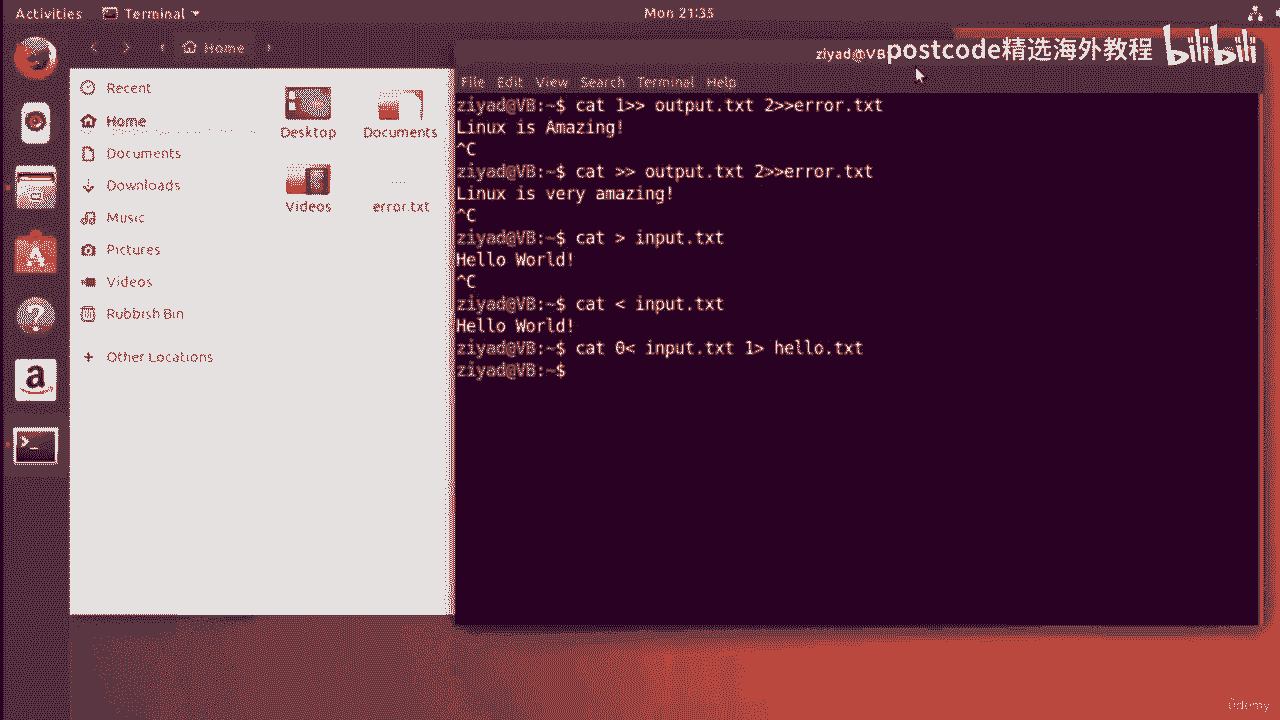 Activities
Terminal
Mon 21:35
Home
ziyad@VB
postcode精选海外教程
bilibili
File Edit View Search Terminal Help
Recent
Home
Documents
Downloads
Music
Pictures
Videos
Rubbish Bin
Other Locations
Desktop
Documents
Videos
error.txt
ziyad@VB:~$ cat 1>> output.txt 2>>error.txt
Linux is Amazing!
^C
ziyad@VB:~$ cat >> output.txt 2>>error.txt
Linux is very amazing!
^C
ziyad@VB:~$ cat > input.txt
Hello World!
^C
ziyad@VB:~$ cat < input.txt
Hello World!
ziyad@VB:~$ cat 0< input.txt 1> hello.txt
ziyad@VB:~$
udemy